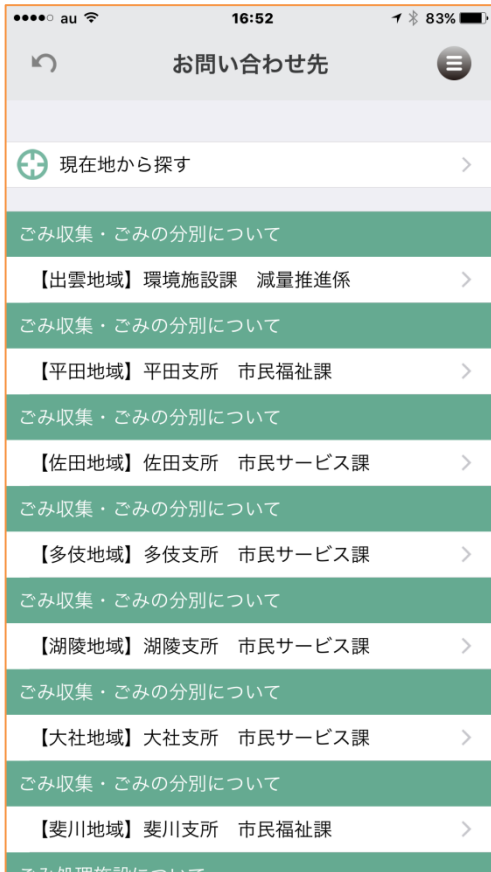 au 16:52 83%
お問い合わせ先
現在地から探す
ごみ収集・ごみの分別について
【出雲地域】環境施設課　減量推進係
ごみ収集・ごみの分別について
【平田地域】平田支所　市民福祉課
ごみ収集・ごみの分別について
【佐田地域】佐田支所　市民サービス課
ごみ収集・ごみの分別について
【多伎地域】多伎支所　市民サービス課
ごみ収集・ごみの分別について
【湖陵地域】湖陵支所　市民サービス課
ごみ収集・ごみの分別について
【大社地域】大社支所　市民サービス課
ごみ収集・ごみの分別について
【斐川地域】斐川支所　市民福祉課
ごみ処理施設について